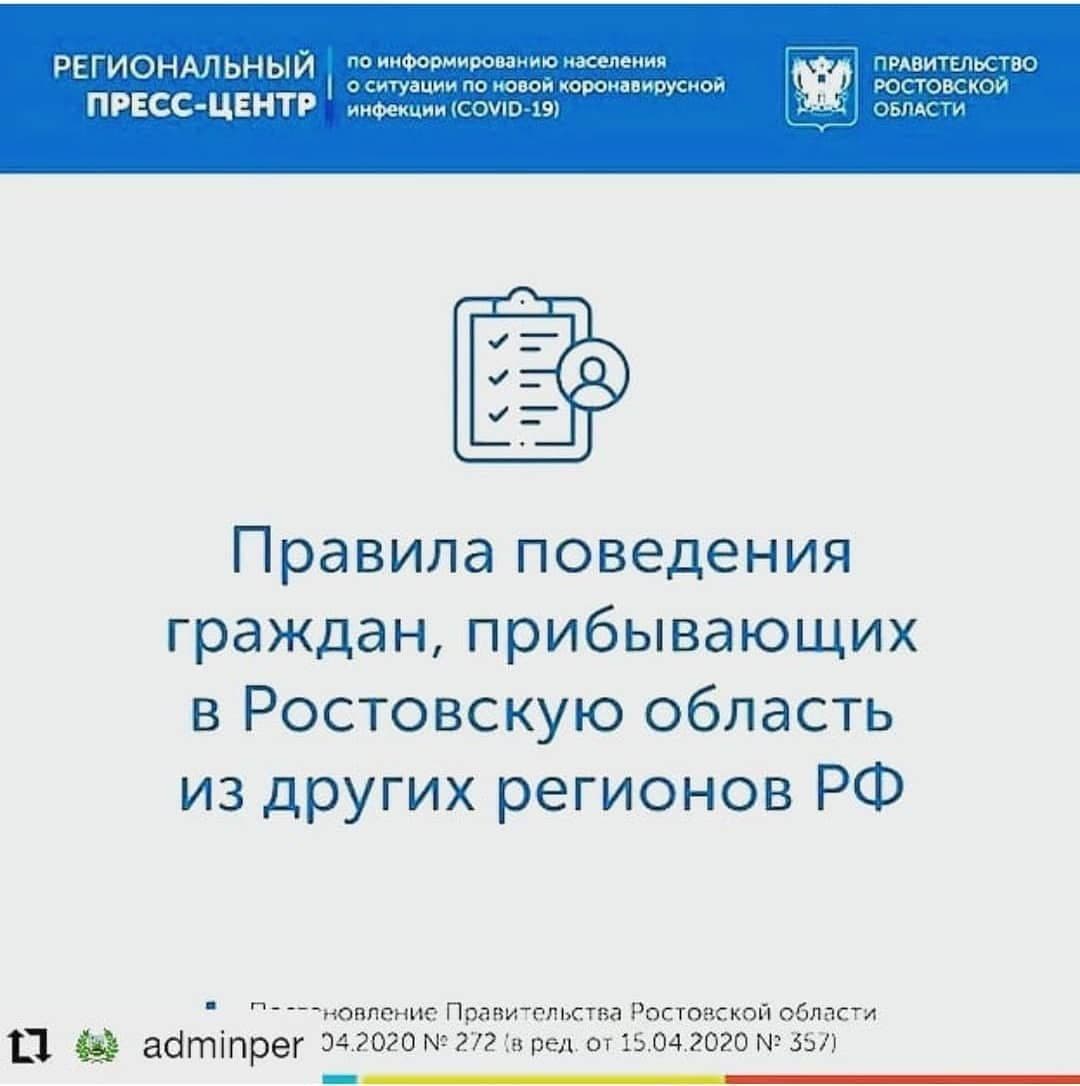 РЕГИОНАЛЬНЫЙ
ПРЕСС-ЦЕНТР
по информированию населения
о ситуации по новой коронавирусной
инфекции (COVID-19)
ПРАВИТЕЛЬСТВО
РОСТОВСКОЙ
ОБЛАСТИ
Правила поведения
граждан, прибывающих
в Ростовскую область
из других регионов РФ
новление Правительства Ростовской области
04.2020 № 272 (в ред. от 15.04.2020 № 357)
adminper